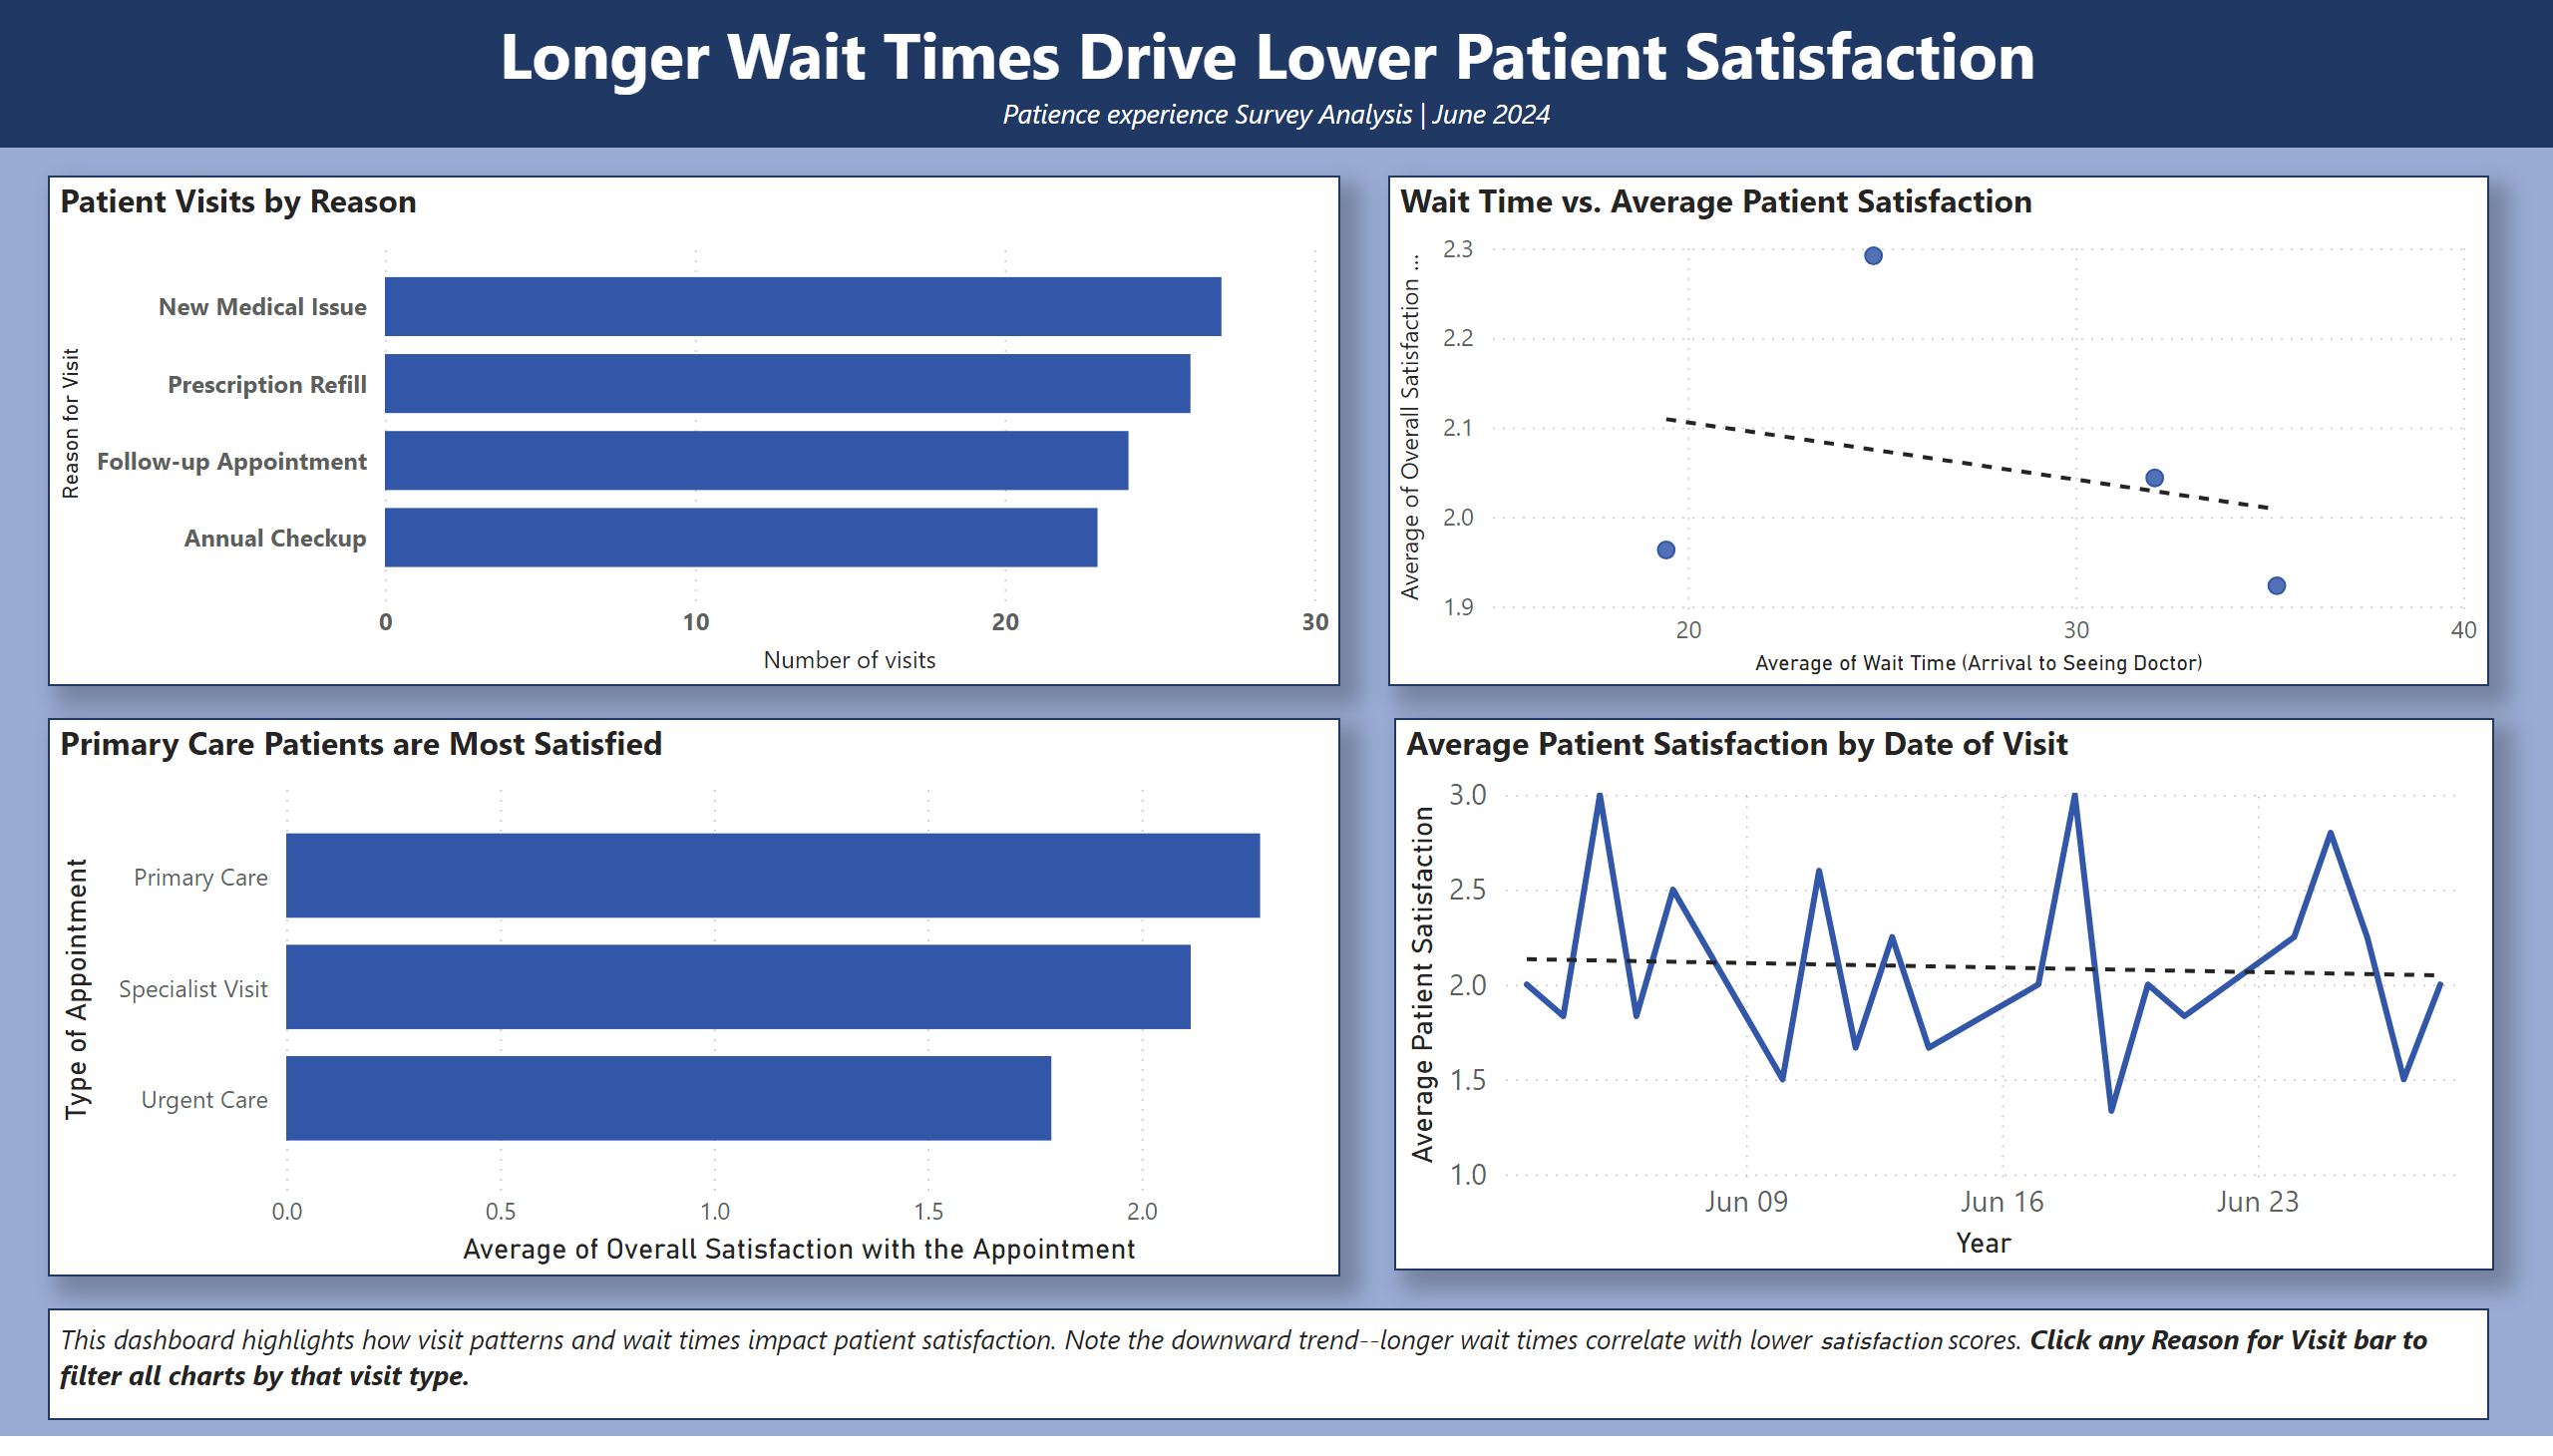 Longer Wait Times Drive Lower Patient Satisfaction
Patience experience Survey Analysis | June 2024
Patient Visits by Reason
Reason for Visit
New Medical Issue
Prescription Refill
Follow-up Appointment
Annual Checkup
0 10 20 30
Number of visits
Wait Time vs. Average Patient Satisfaction
Average of Overall Satisfaction ...
2.3
2.2
2.1
2.0
1.9
20 30 40
Average of Wait Time (Arrival to Seeing Doctor)
Primary Care Patients are Most Satisfied
Type of Appointment
Primary Care
Specialist Visit
Urgent Care
0.0 0.5 1.0 1.5 2.0
Average of Overall Satisfaction with the Appointment
Average Patient Satisfaction by Date of Visit
Average Patient Satisfaction
3.0
2.5
2.0
1.5
1.0
Jun 09 Jun 16 Jun 23
Year
This dashboard highlights how visit patterns and wait times impact patient satisfaction. Note the downward trend--longer wait times correlate with lower satisfaction scores. Click any Reason for Visit bar to
filter all charts by that visit type.